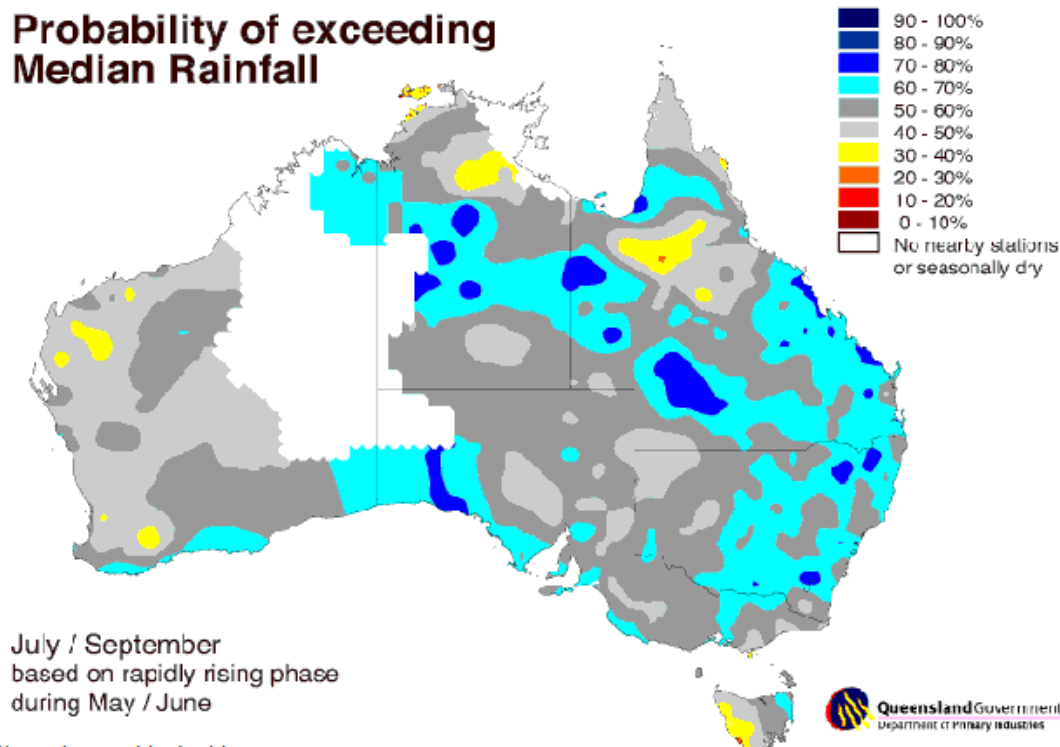 Probability of exceeding
Median Rainfall
90 - 100%
80 - 90%
70 - 80%
60 - 70%
50 - 60%
40 - 50%
30 - 40%
20 - 30%
10 - 20%
0 - 10%
No nearby stations
or seasonally dry
July / September
based on rapidly rising phase
during May / June
Queensland Government
Department of Primary Industries